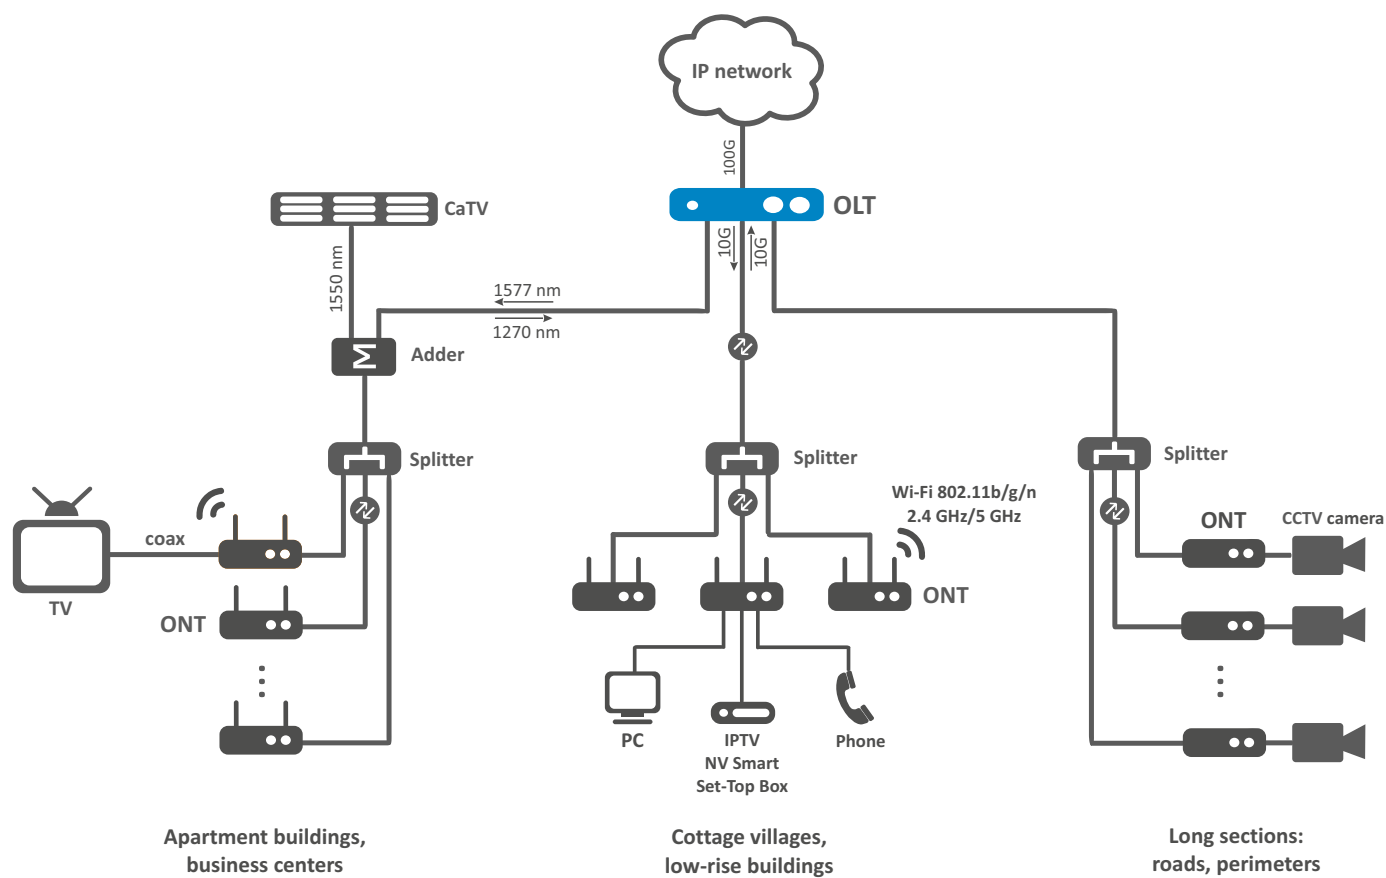 IP network
100G
OLT
CaTV
10G
10G
1550 nm
1577 nm
1270 nm
Adder
Splitter
Splitter
Splitter
Wi-Fi 802.11b/g/n
2.4 GHz/5 GHz
ONT
CCTV camera
coax
TV
ONT
ONT
PC
IPTV
NV Smart
Set-Top Box
Phone
Apartment buildings,
business centers
Cottage villages,
low-rise buildings
Long sections:
roads, perimeters